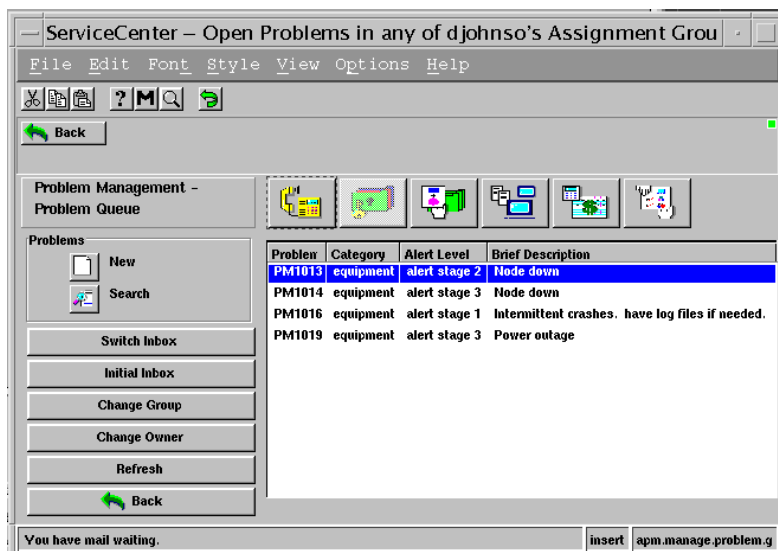 ServiceCenter – Open Problems in any of djohnso's Assignment Grou
File Edit Font Style View Options Help
? M
Back
Problem Management –
Problem Queue
Problems
New
Search
Switch Inbox
Initial Inbox
Change Group
Change Owner
Refresh
Back
Problem Category Alert Level Brief Description
PM1013 equipment alert stage 2 Node down
PM1014 equipment alert stage 3 Node down
PM1016 equipment alert stage 1 Intermittent crashes. have log files if needed.
PM1019 equipment alert stage 3 Power outage
You have mail waiting. insert apm.manage.problem.g